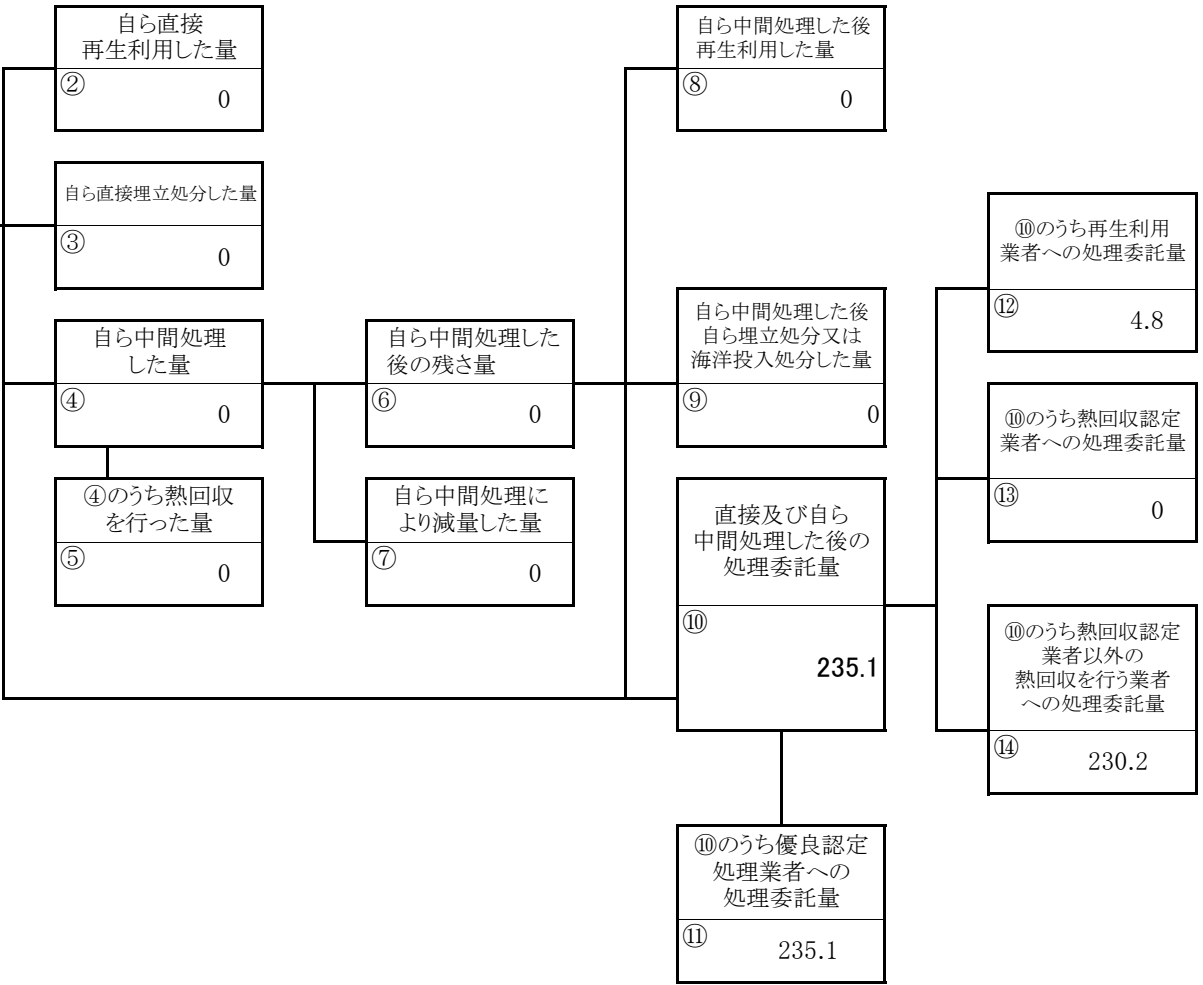 自ら直接
再生利用した量
②
0
自ら直接埋立処分した量
③
0
自ら中間処理
した量
④
0
④のうち熱回収
を行った量
⑤
0
自ら中間処理した
後の残さ量
⑥
0
自ら中間処理に
より減量した量
⑦
0
自ら中間処理した後
再生利用した量
⑧
0
自ら中間処理した後
自ら埋立処分又は
海洋投入処分した量
⑨
0
直接及び自ら
中間処理した後の
処理委託量
⑩
235.1
⑩のうち優良認定
処理業者への
処理委託量
⑪
235.1
⑩のうち再生利用
業者への処理委託量
⑫
4.8
⑩のうち熱回収認定
業者への処理委託量
⑬
0
⑩のうち熱回収認定
業者以外の
熱回収を行う業者
への処理委託量
⑭
230.2